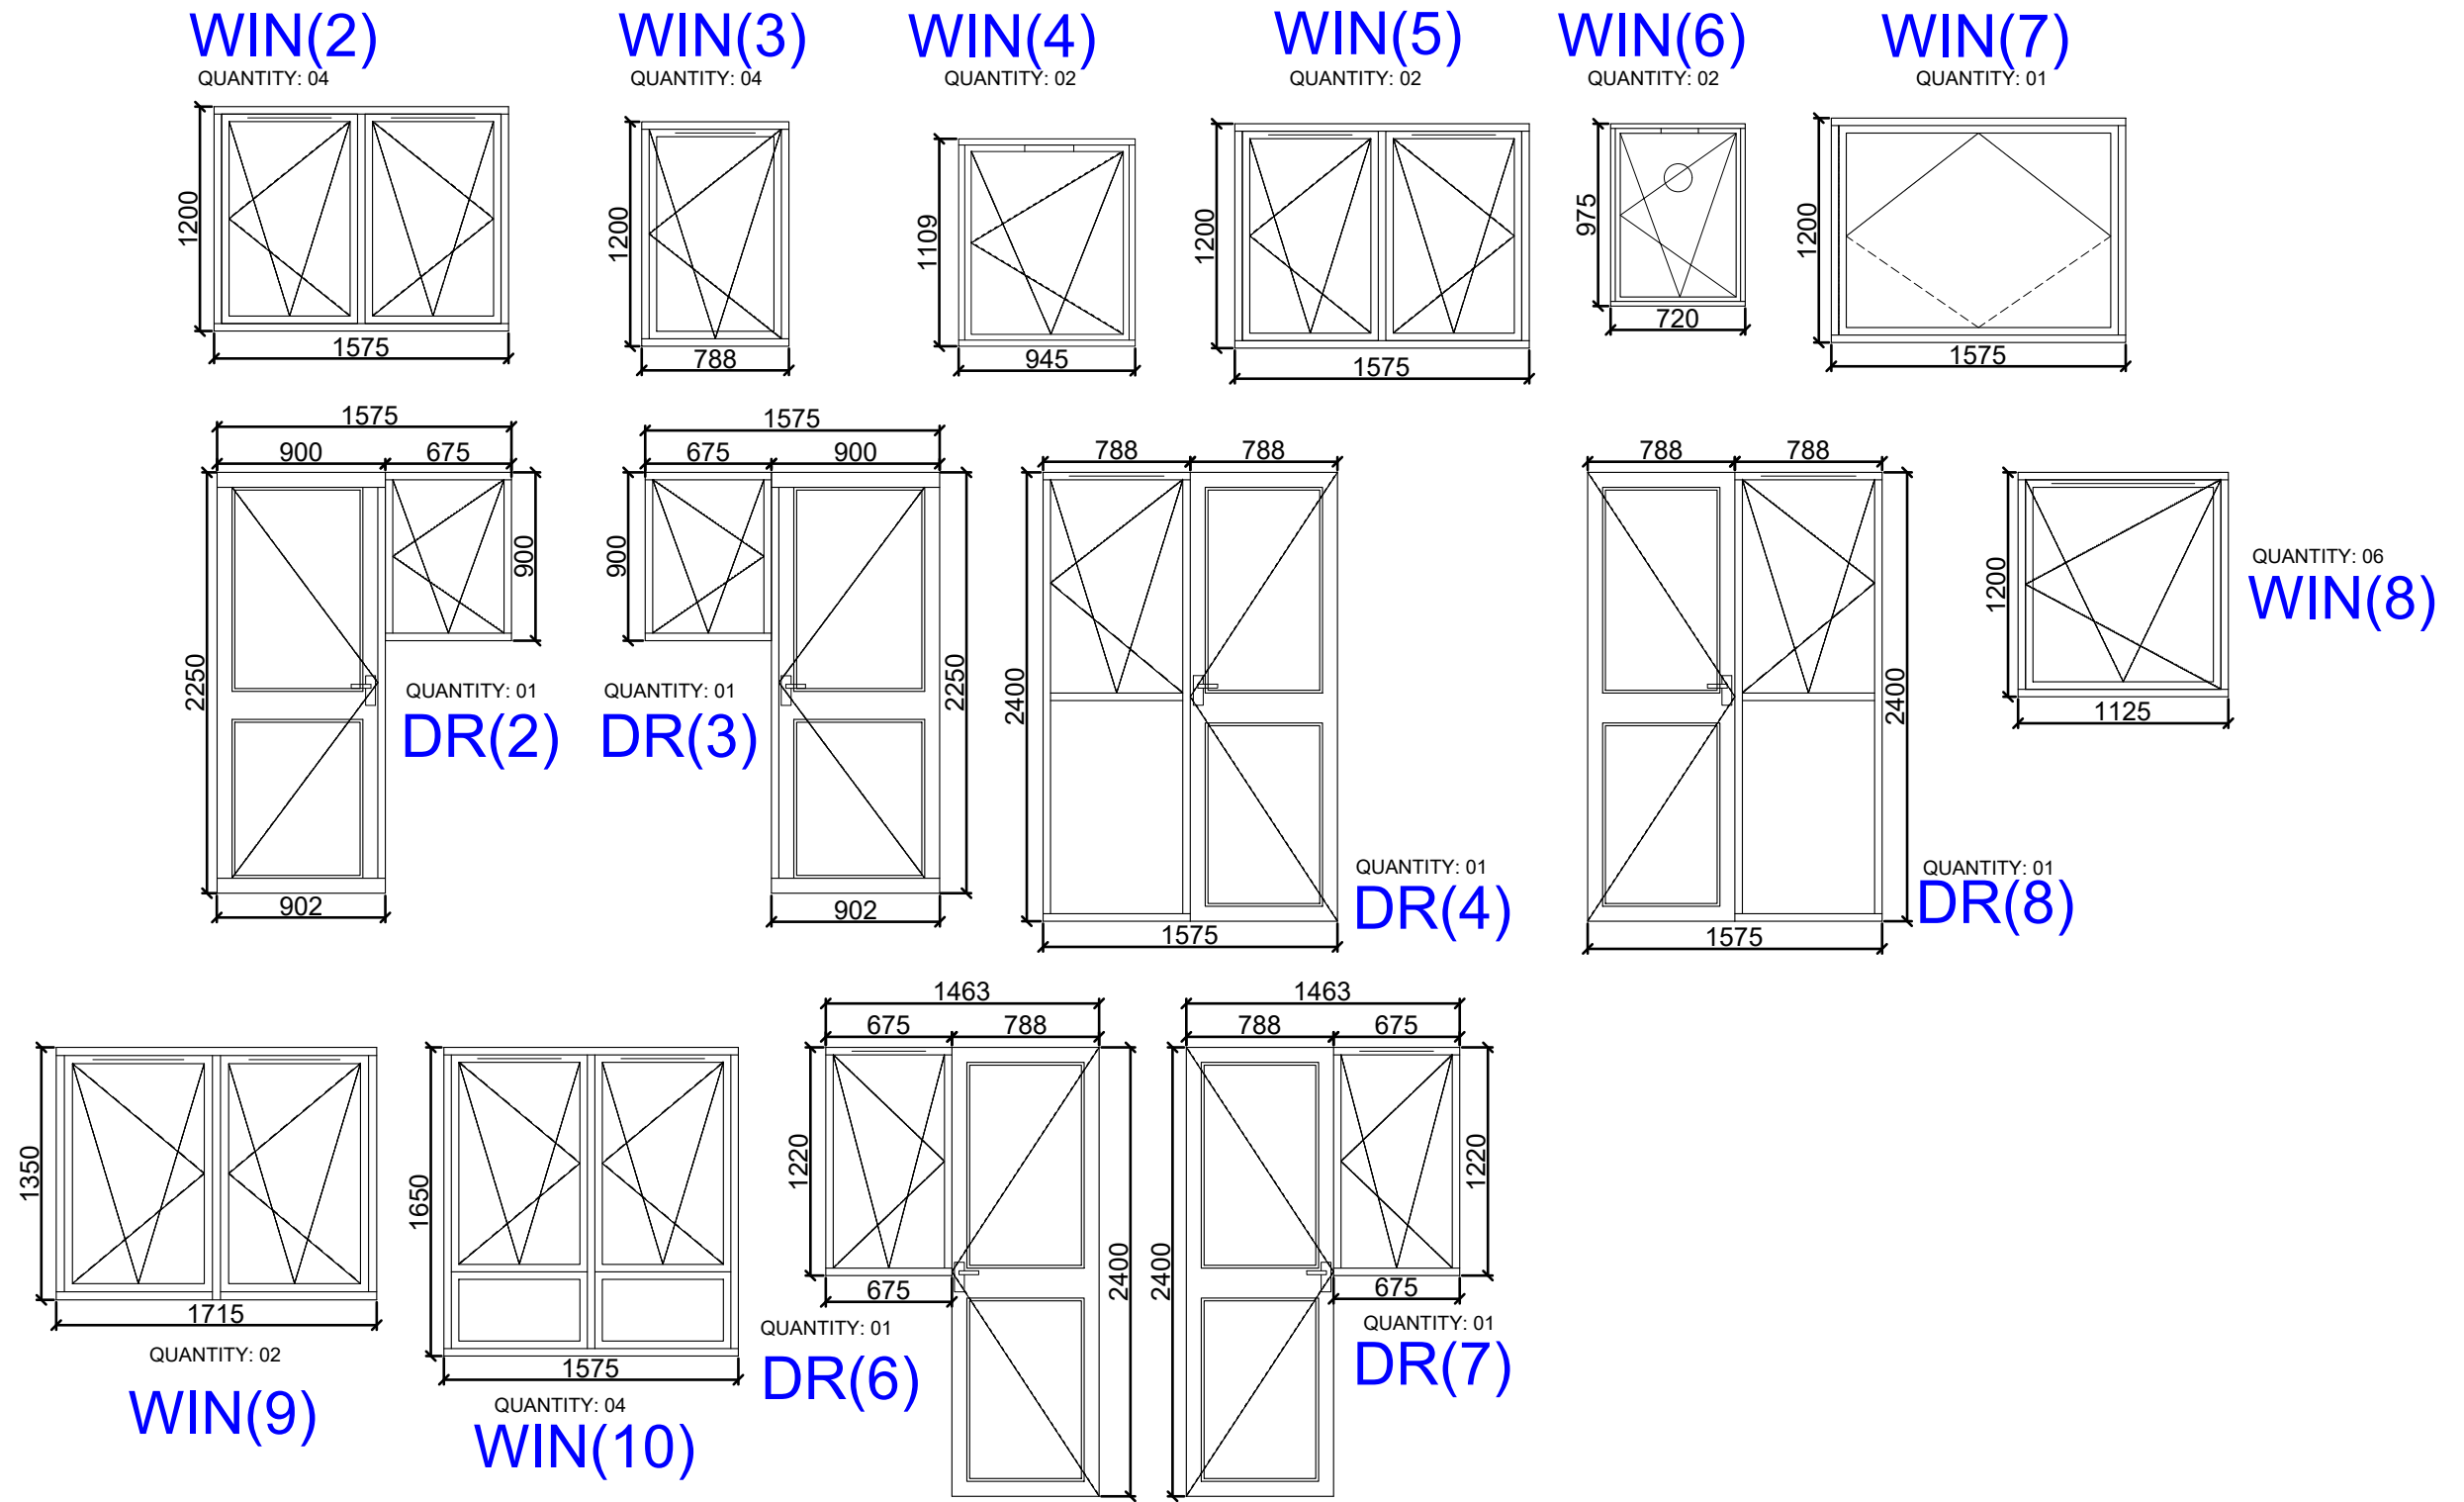 WIN(2)
QUANTITY: 04
1200
1575
WIN(3)
QUANTITY: 04
1200
788
WIN(4)
QUANTITY: 02
1109
945
WIN(5)
QUANTITY: 02
1200
1575
WIN(6)
QUANTITY: 02
975
720
WIN(7)
QUANTITY: 01
1200
1575
1575
900 675
900
2250
902
QUANTITY: 01
DR(2)
1575
675 900
900
2250
902
QUANTITY: 01
DR(3)
788 788
2400
1575
QUANTITY: 01
DR(4)
788 788
2400
1575
QUANTITY: 01
DR(8)
1200
1125
QUANTITY: 06
WIN(8)
1350
1715
QUANTITY: 02
WIN(9)
1650
1575
QUANTITY: 04
WIN(10)
1463
675 788
1220
2400
675
QUANTITY: 01
DR(6)
1463
788 675
1220
2400
675
QUANTITY: 01
DR(7)